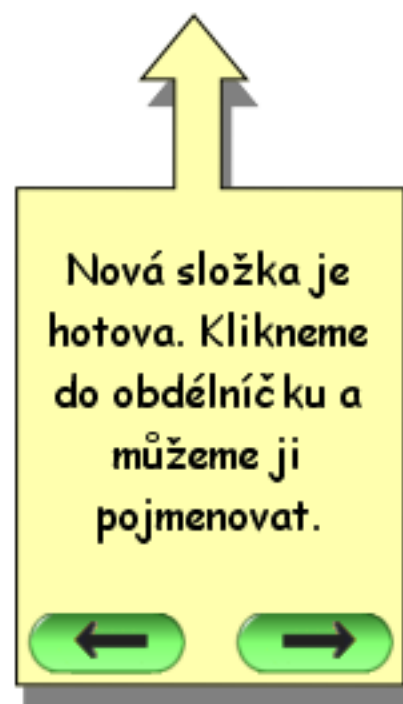 Nová složka je
hotova. Klikneme
do obdélníčku a
můžeme ji
pojmenovat.